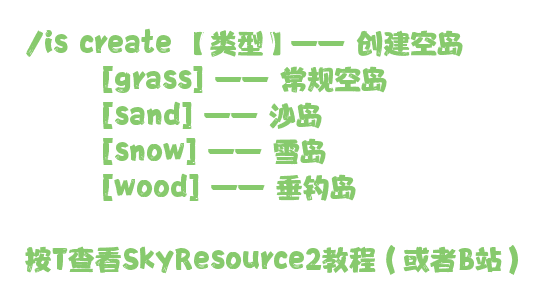 /is create 【类型】—— 创建空岛
[grass] —— 常规空岛
[sand] —— 沙岛
[snow] —— 雪岛
[wood] —— 垂钓岛
按T查看SkyResource2教程（或者B站）